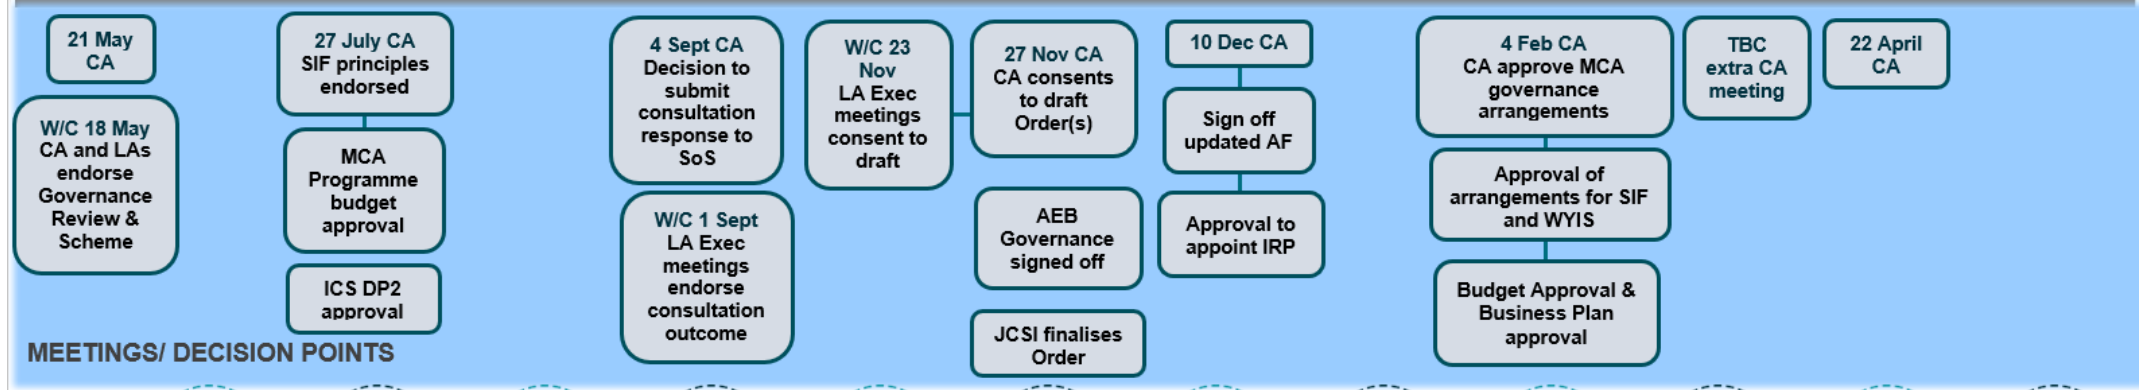 21 May
CA
W/C 18 May
CA and LAs
endorse
Governance
Review &
Scheme
27 July CA
SIF principles
endorsed
MCA
Programme
budget
approval
ICS DP2
approval
4 Sept CA
Decision to
submit
consultation
response to
SoS
W/C 1 Sept
LA Exec
meetings
endorse
consultation
outcome
W/C 23
Nov
LA Exec
meetings
consent to
draft
27 Nov CA
CA consents
to draft
Order(s)
AEB
Governance
signed off
JCSI finalises
Order
10 Dec CA
Sign off
updated AF
Approval to
appoint IRP
4 Feb CA
CA approve MCA
governance
arrangements
Approval of
arrangements for SIF
and WYIS
Budget Approval &
Business Plan
approval
TBC
extra CA
meeting
22 April
CA
MEETINGS/ DECISION POINTS